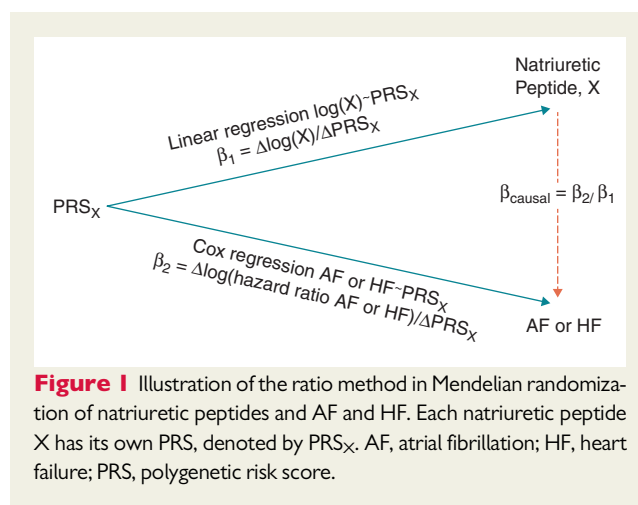 Natriuretic
Peptide, X
Linear regression log(X)~PRSX
β1 = Δlog(X)/ΔPRSX
PRSX
βcausal = β2/ β1
Cox regression AF or HF~PRSX
β2 = Δlog(hazard ratio AF or HF)/ΔPRSX
AF or HF
Figure 1 Illustration of the ratio method in Mendelian randomiza-
tion of natriuretic peptides and AF and HF. Each natriuretic peptide
X has its own PRS, denoted by PRSX. AF, atrial fibrillation; HF, heart
failure; PRS, polygenetic risk score.